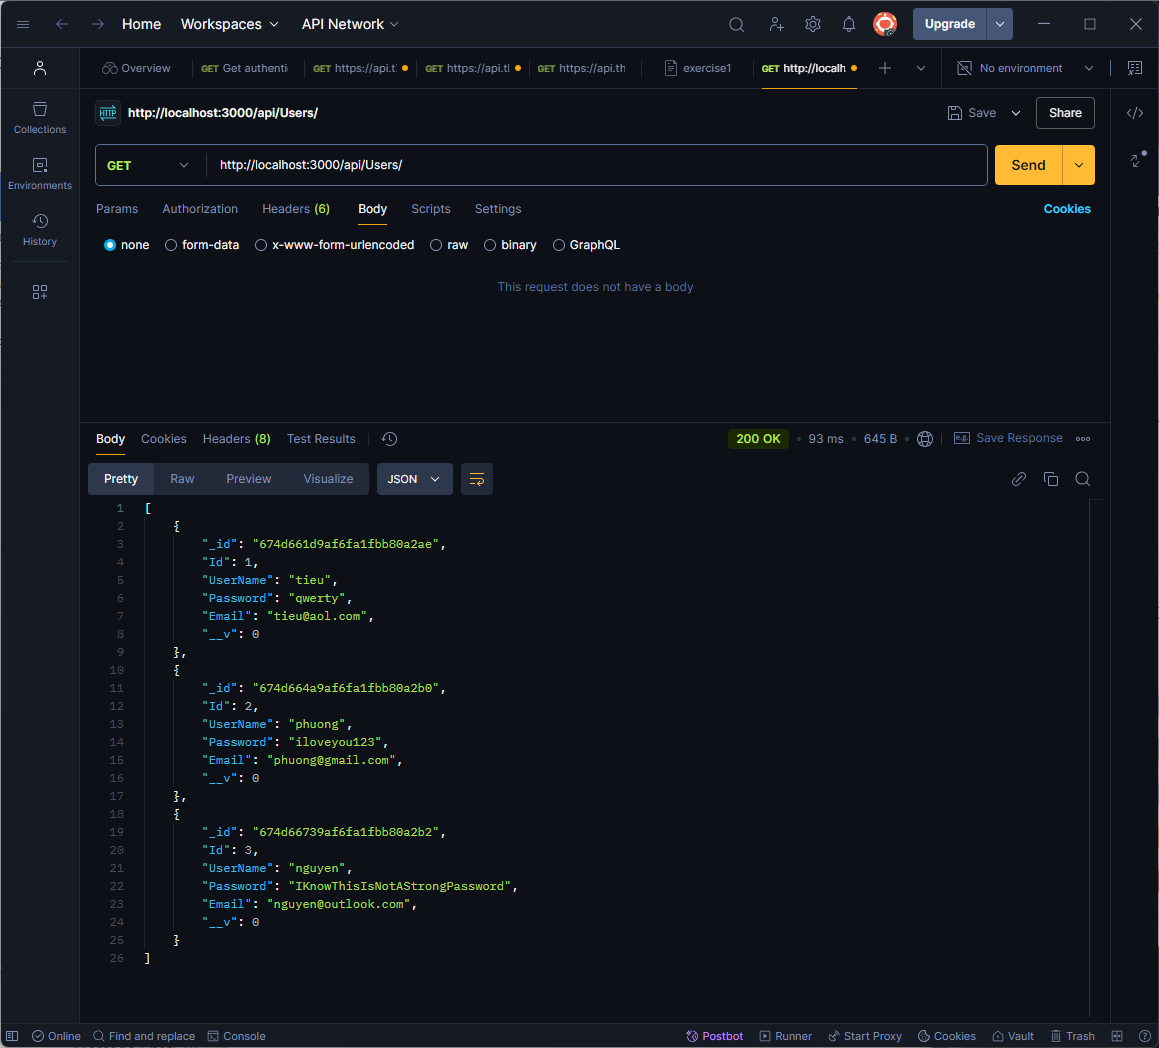 Home Workspaces API Network Upgrade
Overview GET Get authenti GET https://api.t GET https://api.tl GET https://api.th exercise1 GET http://localh No environment
HTTP http://localhost:3000/api/Users/ Save Share
Collections
GET http://localhost:3000/api/Users/ Send
Environments
Params Authorization Headers (6) Body Scripts Settings Cookies
History
none form-data x-www-form-urlencoded raw binary GraphQL
This request does not have a body
Body Cookies Headers (8) Test Results 200 OK • 93 ms • 645 B • Save Response
Pretty Raw Preview Visualize JSON
1 [
2 {
3 "_id": "674d661d9af6fa1fbb80a2ae",
4 "Id": 1,
5 "UserName": "tieu",
6 "Password": "qwerty",
7 "Email": "tieu@aol.com",
8 "__v": 0
9 },
10 {
11 "_id": "674d664a9af6fa1fbb80a2b0",
12 "Id": 2,
13 "UserName": "phuong",
14 "Password": "iloveyou123",
15 "Email": "phuong@gmail.com",
16 "__v": 0
17 },
18 {
19 "_id": "674d66739af6fa1fbb80a2b2",
20 "Id": 3,
21 "UserName": "nguyen",
22 "Password": "IKnowThisIsNotAStrongPassword",
23 "Email": "nguyen@outlook.com",
24 "__v": 0
25 }
26 ]
Online Find and replace Console Postbot Runner Start Proxy Cookies Vault Trash